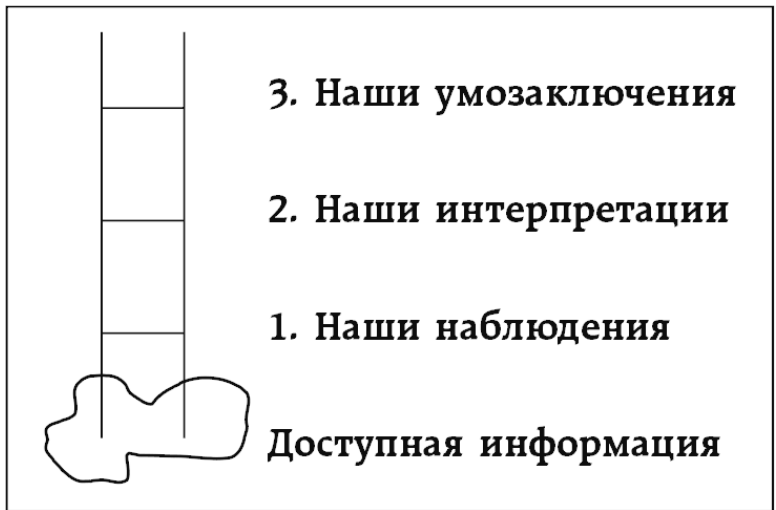 3. Наши умозаключения
2. Наши интерпретации
1. Наши наблюдения
Доступная информация